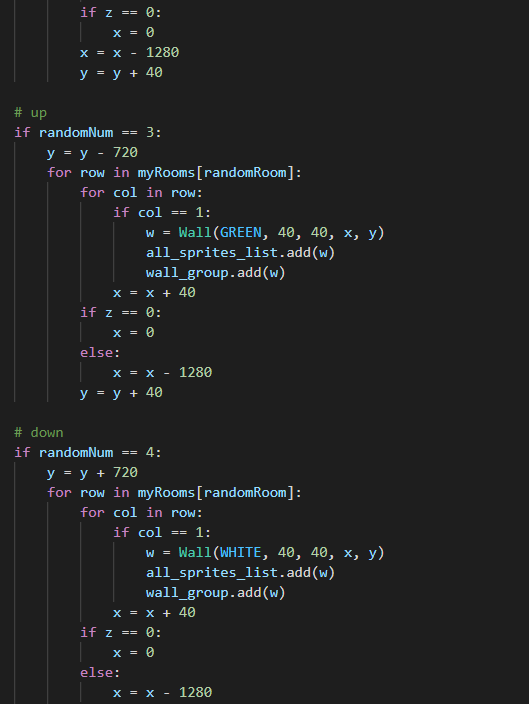 if z == 0:
x = 0
x = x - 1280
y = y + 40
# up
if randomNum == 3:
y = y - 720
for row in myRooms[randomRoom]:
for col in row:
if col == 1:
w = Wall(GREEN, 40, 40, x, y)
all_sprites_list.add(w)
wall_group.add(w)
x = x + 40
if z == 0:
x = 0
else:
x = x - 1280
y = y + 40
# down
if randomNum == 4:
y = y + 720
for row in myRooms[randomRoom]:
for col in row:
if col == 1:
w = Wall(WHITE, 40, 40, x, y)
all_sprites_list.add(w)
wall_group.add(w)
x = x + 40
if z == 0:
x = 0
else:
x = x - 1280